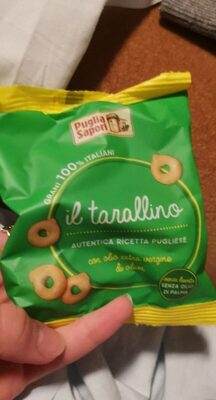 Puglia
Sapori
GRANI 100% ITALIANI
il tarallino
AUTENTICA RICETTA PUGLIESE
con olio extra vergine
di oliva
SENZA OLIO
DI PALMA